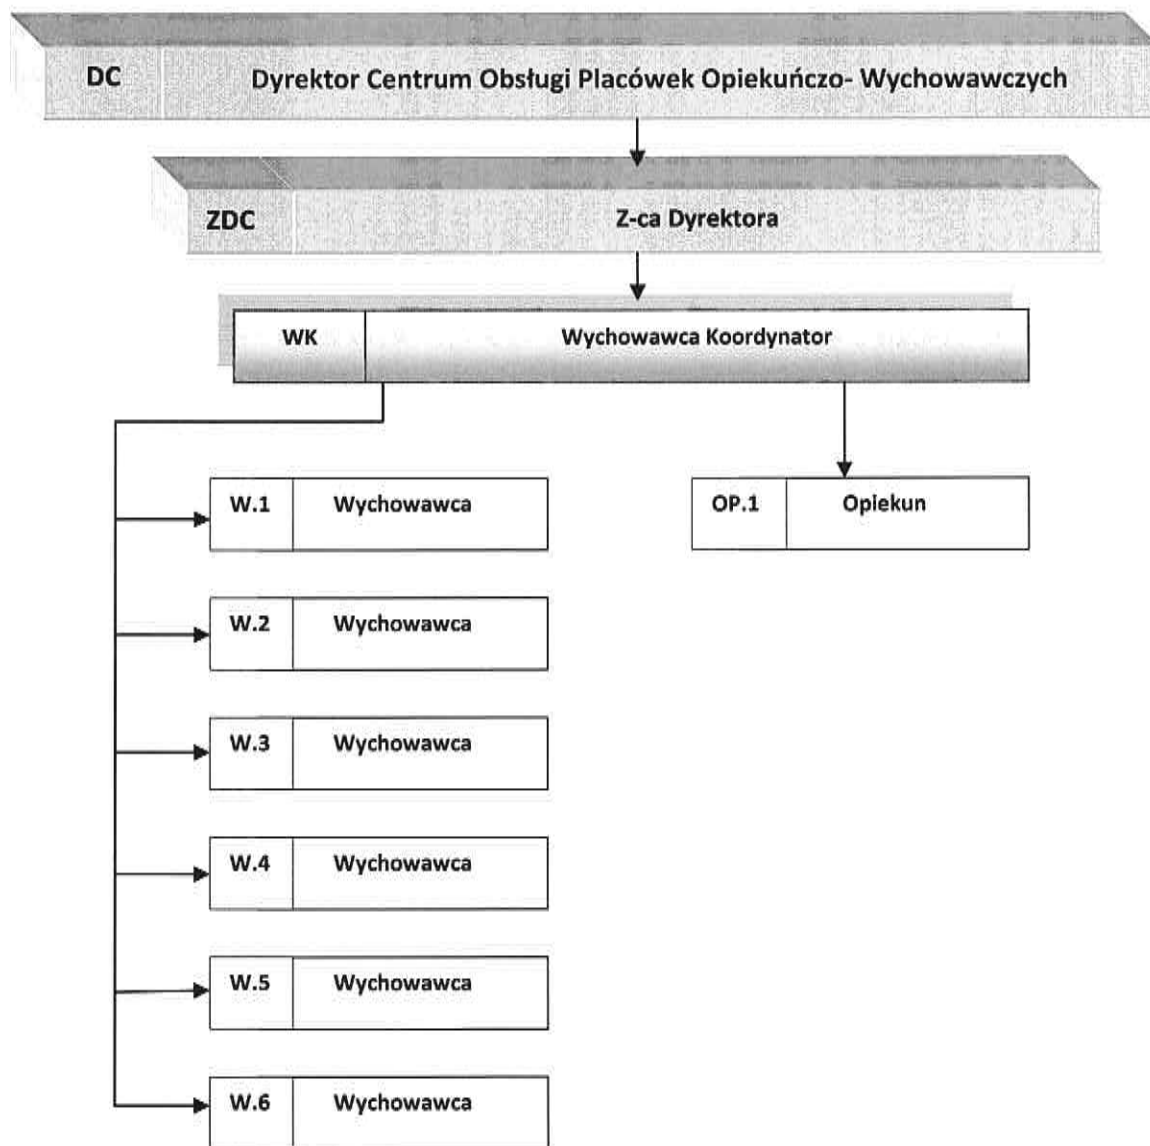 DC Dyrektor Centrum Obsługi Placówek Opiekuńczo- Wychowawczych
ZDC Z-ca Dyrektora
WK Wychowawca Koordynator
W.1 Wychowawca OP.1 Opiekun
W.2 Wychowawca
W.3 Wychowawca
W.4 Wychowawca
W.5 Wychowawca
W.6 Wychowawca